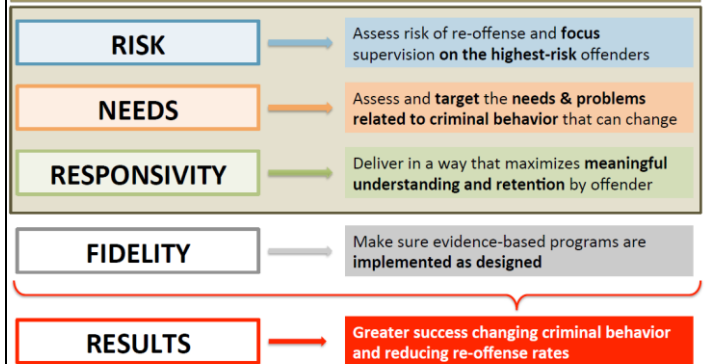 RISK
Assess risk of re-offense and focus
supervision on the highest-risk offenders
NEEDS
Assess and target the needs & problems
related to criminal behavior that can change
RESPONSIVITY
Deliver in a way that maximizes meaningful
understanding and retention by offender
FIDELITY
Make sure evidence-based programs are
implemented as designed
RESULTS
Greater success changing criminal behavior
and reducing re-offense rates